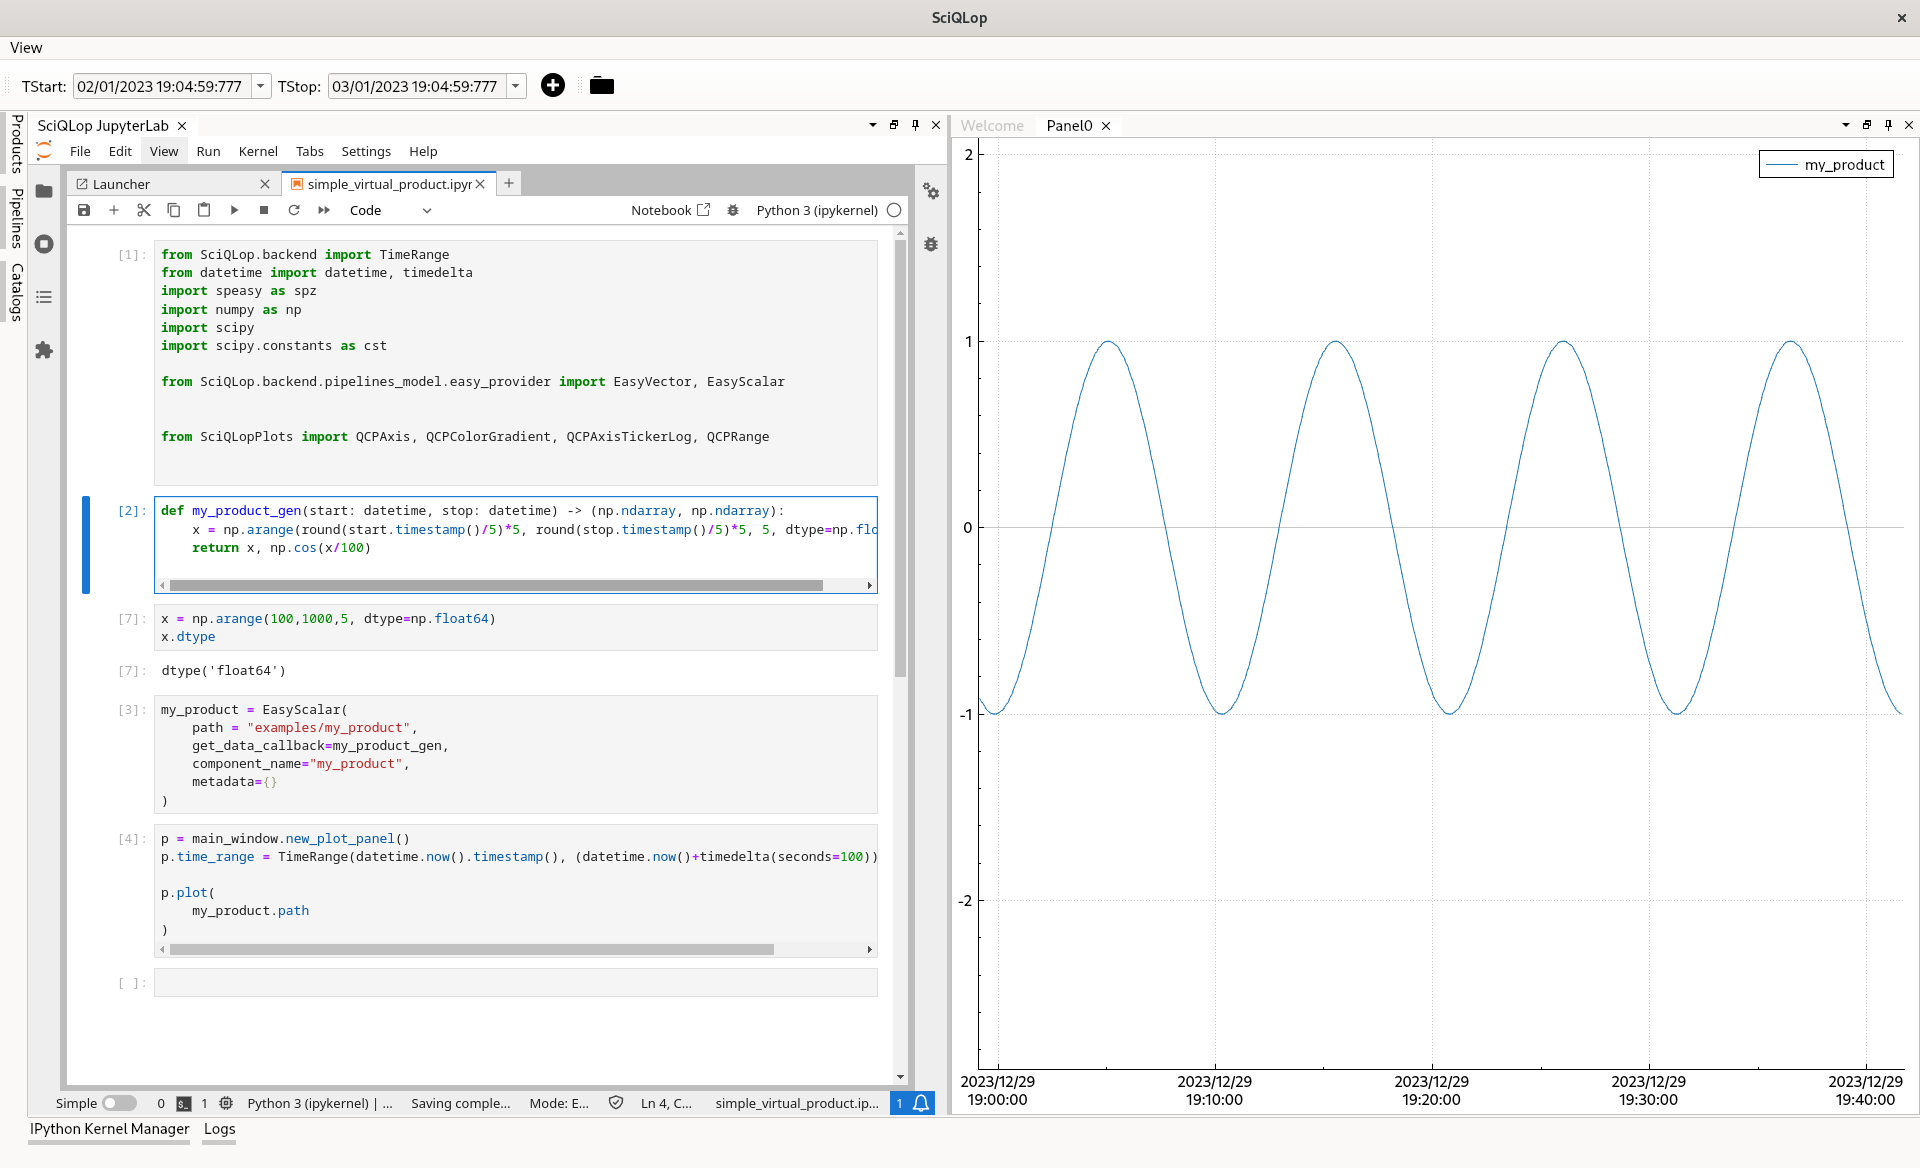 SciQLop
View
TStart: 02/01/2023 19:04:59:777 TStop: 03/01/2023 19:04:59:777
Products
Pipelines
Catalogs
SciQLop JupyterLab
File Edit View Run Kernel Tabs Settings Help
Launcher simple_virtual_product.ipyr
Code Notebook Python 3 (ipykernel)
[1]:
from SciQLop.backend import TimeRange
from datetime import datetime, timedelta
import speasy as spz
import numpy as np
import scipy
import scipy.constants as cst
from SciQLop.backend.pipelines_model.easy_provider import EasyVector, EasyScalar
from SciQLopPlots import QCPAxis, QCPColorGradient, QCPAxisTickerLog, QCPRange
[2]:
def my_product_gen(start: datetime, stop: datetime) -> (np.ndarray, np.ndarray):
    x = np.arange(round(start.timestamp()/5)*5, round(stop.timestamp()/5)*5, 5, dtype=np.flo
    return x, np.cos(x/100)
[7]:
x = np.arange(100,1000,5, dtype=np.float64)
x.dtype
[7]: dtype('float64')
[3]:
my_product = EasyScalar(
    path = "examples/my_product",
    get_data_callback=my_product_gen,
    component_name="my_product",
    metadata={}
)
[4]:
p = main_window.new_plot_panel()
p.time_range = TimeRange(datetime.now().timestamp(), (datetime.now()+timedelta(seconds=100))
p.plot(
    my_product.path
)
[ ]:
Simple 0 1 Python 3 (ipykernel) | ... Saving comple... Mode: E... Ln 4, C... simple_virtual_product.ip... 1
IPython Kernel Manager Logs
Welcome Panel0
my_product
2
1
0
-1
-2
2023/12/29 2023/12/29 2023/12/29 2023/12/29 2023/12/29
19:00:00 19:10:00 19:20:00 19:30:00 19:40:00